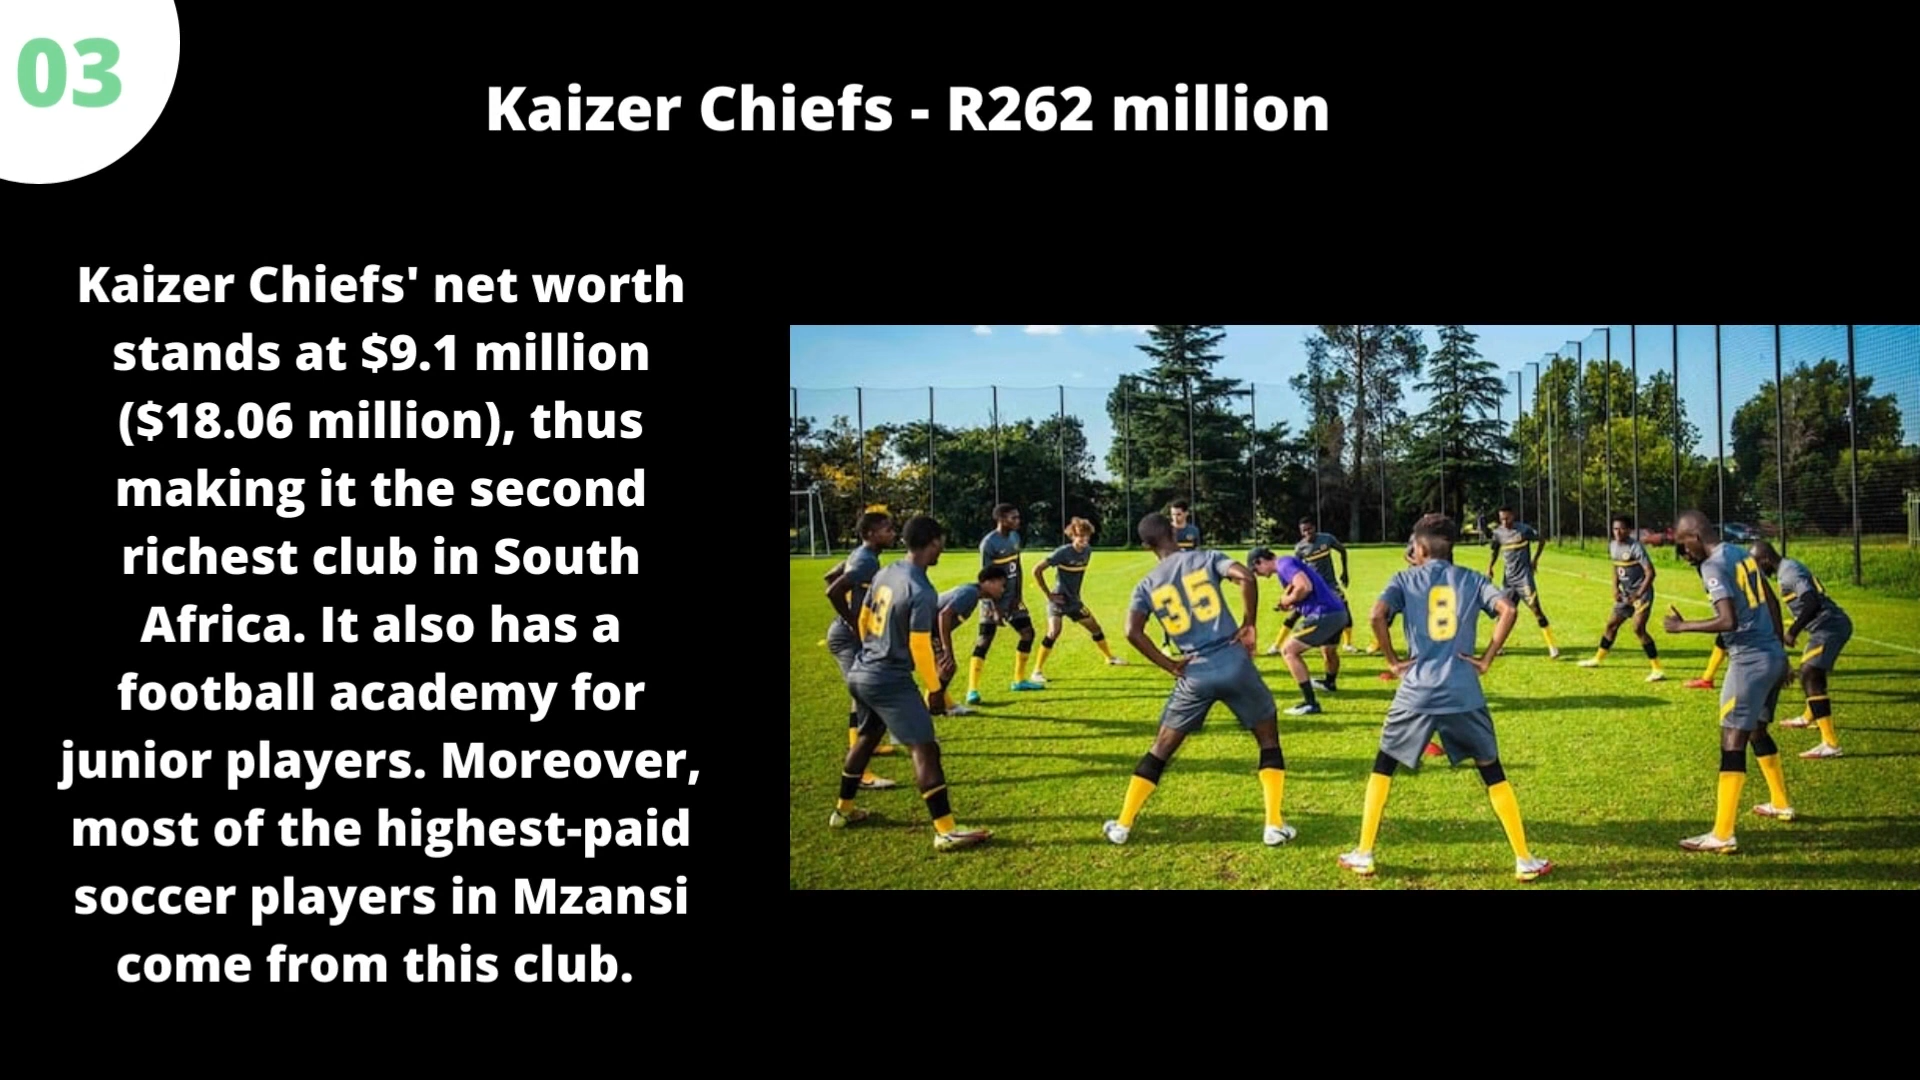 03
Kaizer Chiefs - R262 million
Kaizer Chiefs' net worth
stands at $9.1 million
($18.06 million), thus
making it the second
richest club in South
Africa. It also has a
football academy for
junior players. Moreover,
most of the highest-paid
soccer players in Mzansi
come from this club.
35
8